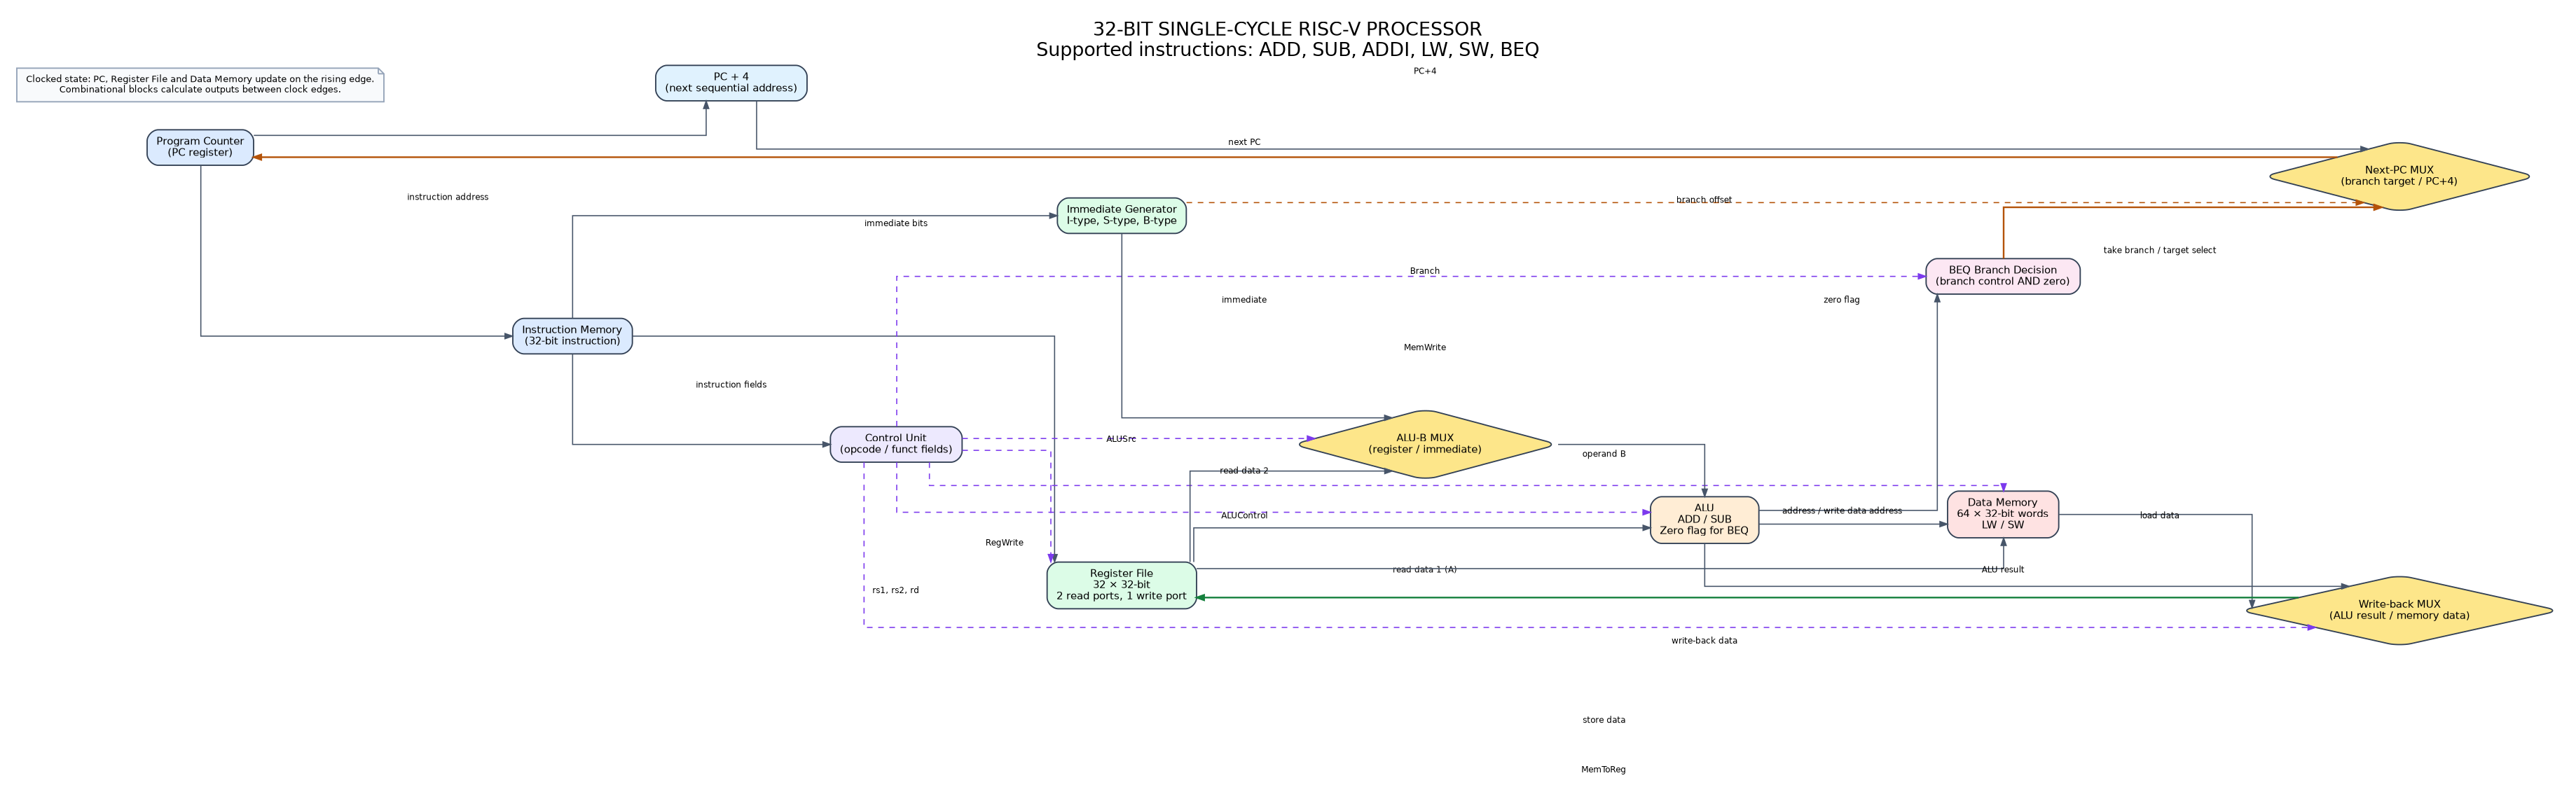 32-BIT SINGLE-CYCLE RISC-V PROCESSOR
Supported instructions: ADD, SUB, ADDI, LW, SW, BEQ
PC+4
Clocked state: PC, Register File and Data Memory update on the rising edge.
Combinational blocks calculate outputs between clock edges.
PC + 4
(next sequential address)
Program Counter
(PC register)
next PC
Next-PC MUX
(branch target / PC+4)
instruction address
Immediate Generator
I-type, S-type, B-type
branch offset
immediate bits
take branch / target select
BEQ Branch Decision
(branch control AND zero)
Branch
immediate
zero flag
Instruction Memory
(32-bit instruction)
MemWrite
instruction fields
Control Unit
(opcode / funct fields)
ALUSrc
ALU-B MUX
(register / immediate)
operand B
read data 2
ALU
ADD / SUB
Zero flag for BEQ
address / write data address
Data Memory
64 × 32-bit words
LW / SW
load data
ALUControl
RegWrite
Register File
32 × 32-bit
2 read ports, 1 write port
read data 1 (A)
ALU result
rs1, rs2, rd
Write-back MUX
(ALU result / memory data)
write-back data
store data
MemToReg